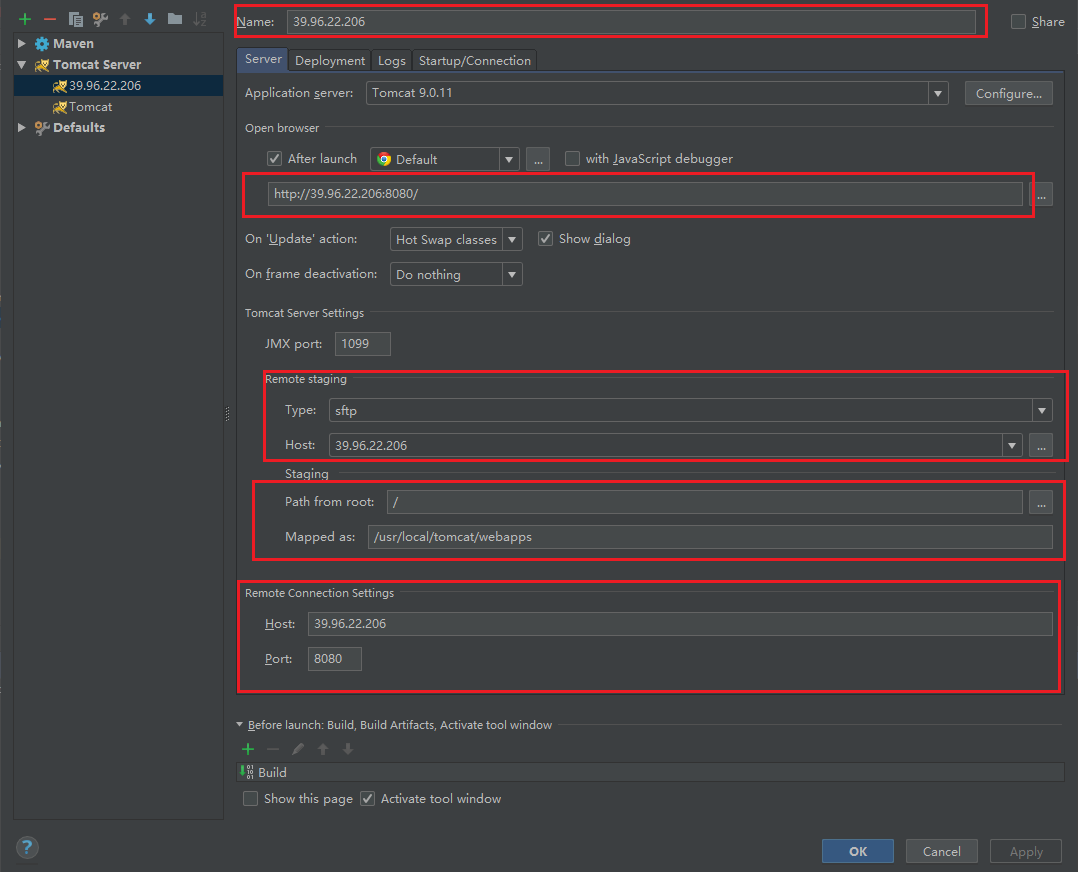 Name: 39.96.22.206 Share
Maven
Tomcat Server
39.96.22.206
Tomcat
Defaults
Server Deployment Logs Startup/Connection
Application server: Tomcat 9.0.11 Configure...
Open browser
After launch Default ... with JavaScript debugger
http://39.96.22.206:8080/ ...
On 'Update' action: Hot Swap classes Show dialog
On frame deactivation: Do nothing
Tomcat Server Settings
JMX port: 1099
Remote staging
Type: sftp
Host: 39.96.22.206 ...
Staging
Path from root: / ...
Mapped as: /usr/local/tomcat/webapps
Remote Connection Settings
Host: 39.96.22.206
Port: 8080
Before launch: Build, Build Artifacts, Activate tool window
Build
Show this page Activate tool window
? OK Cancel Apply